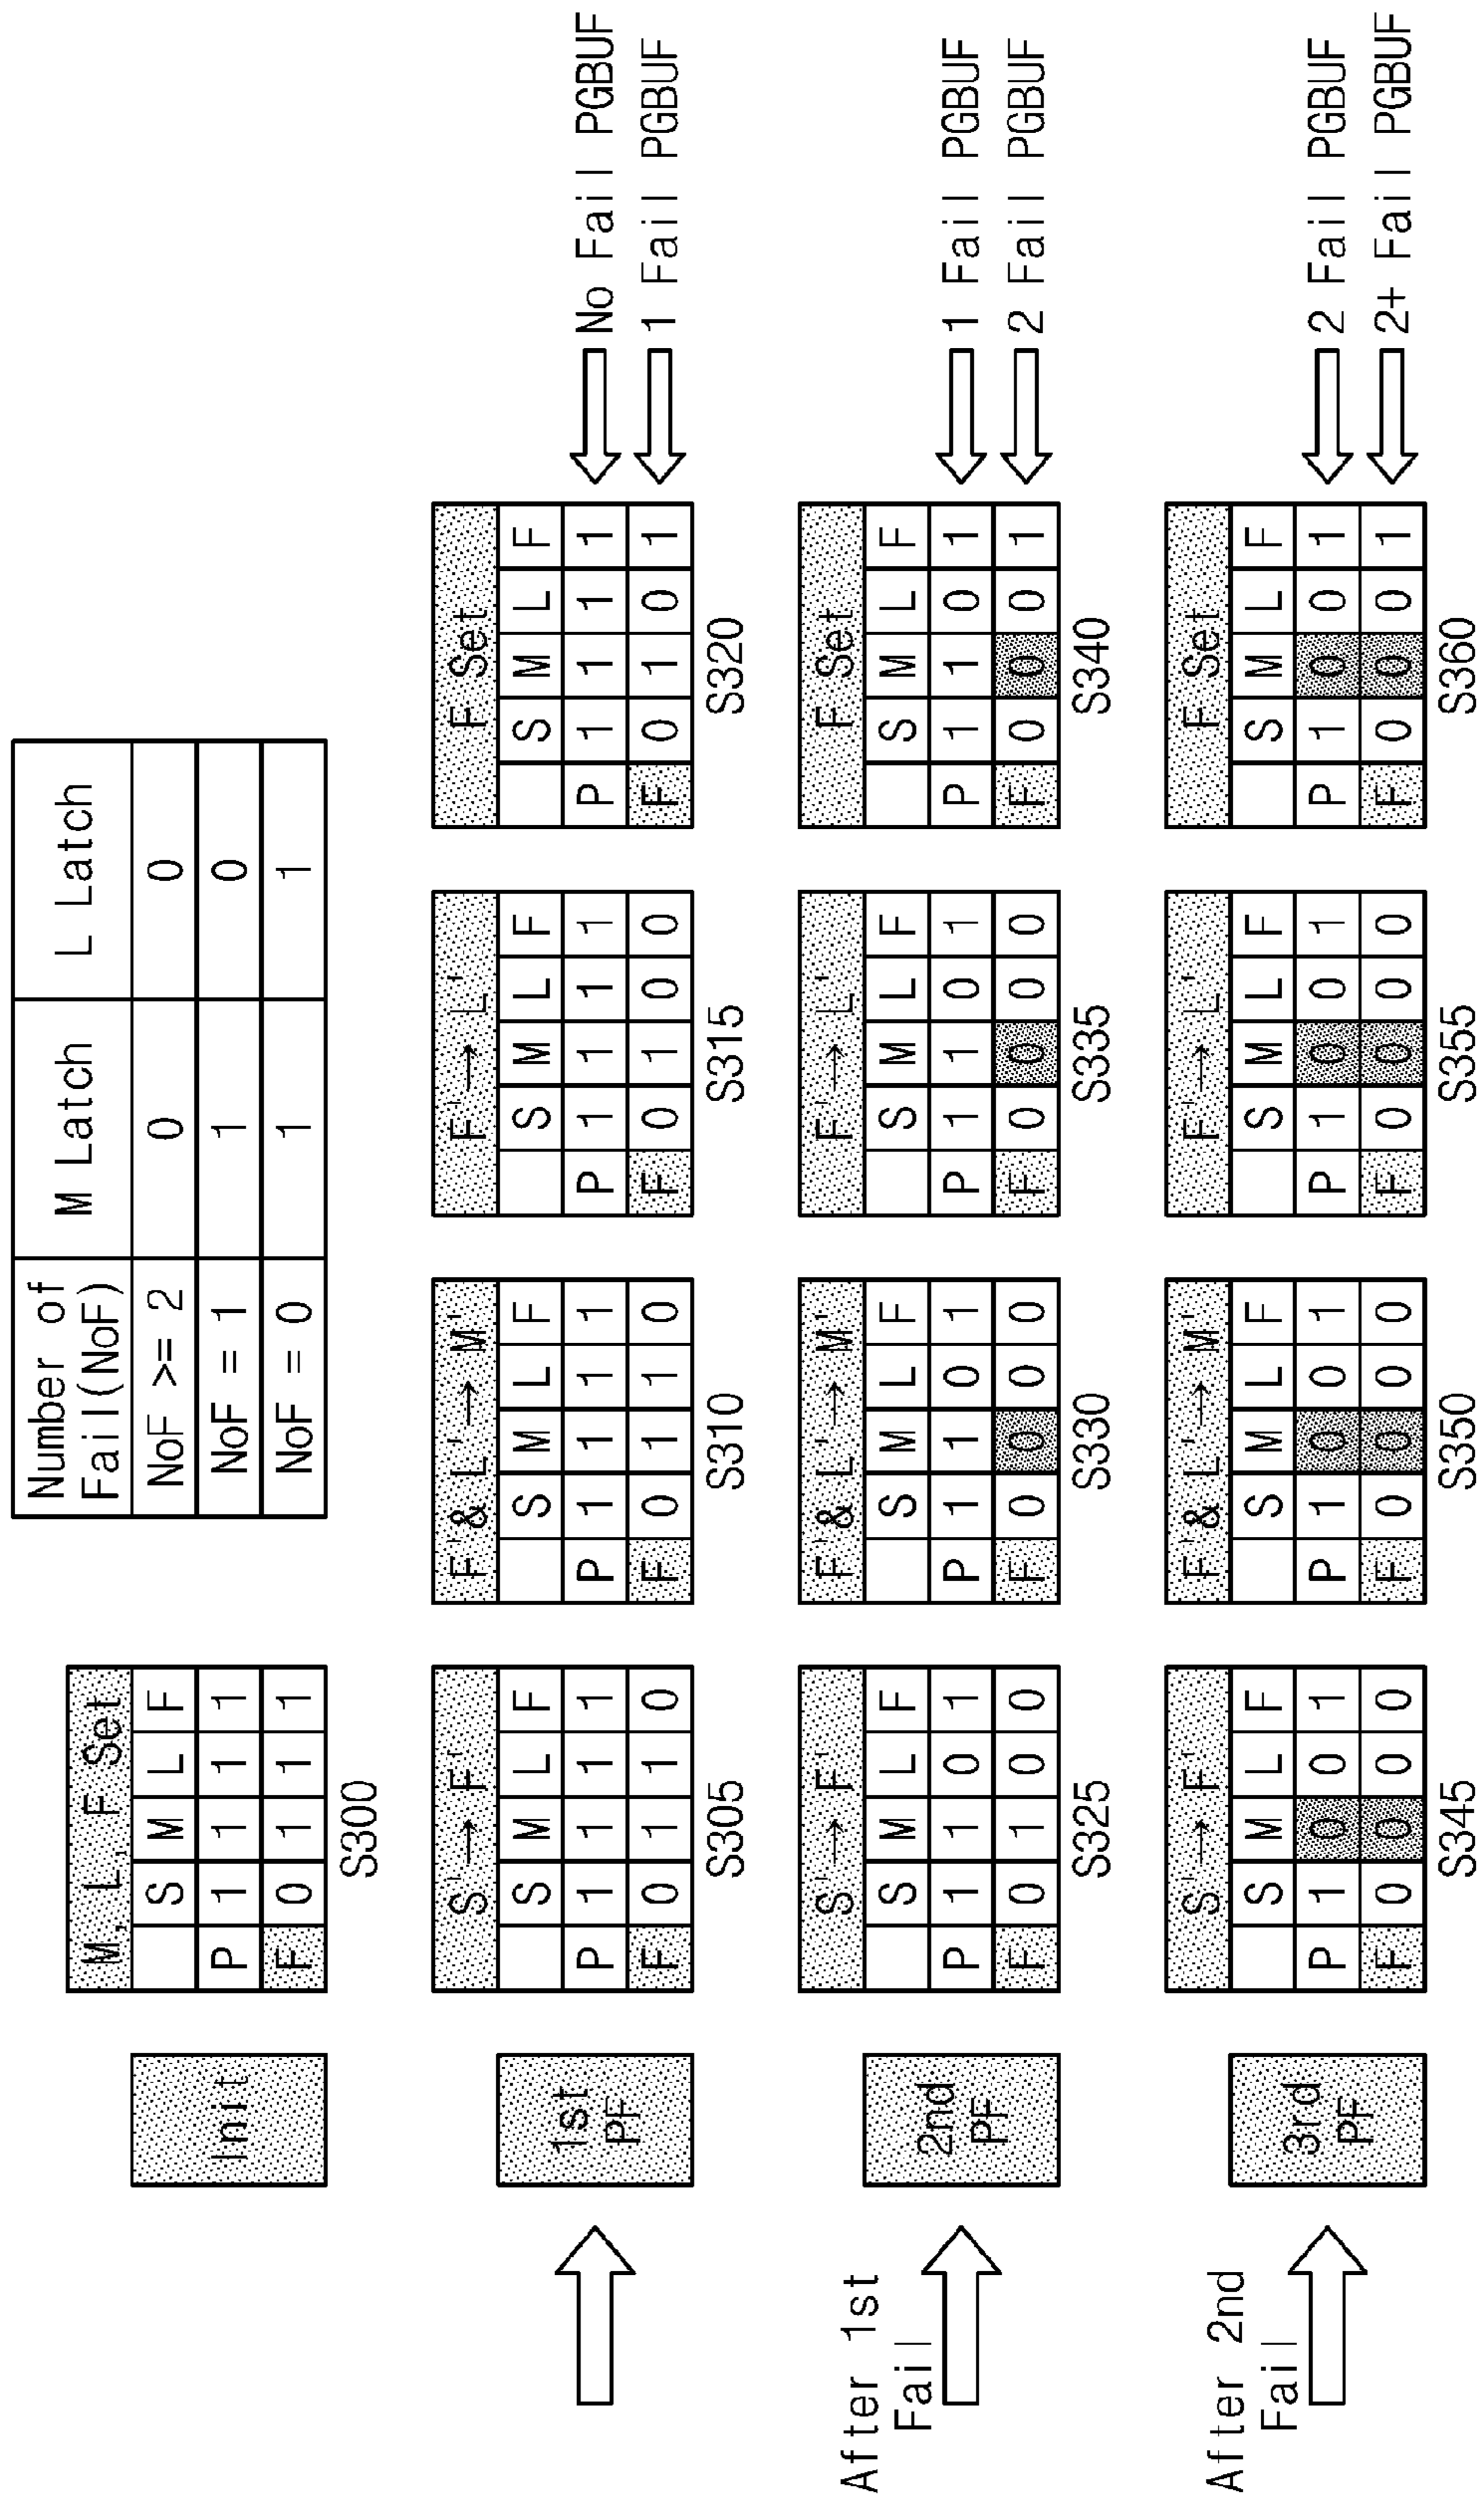 Number of Fail(NoF) M Latch L Latch
NoF >= 2 0 0
NoF = 1 1 0
NoF = 0 1 1
Init
M, L, F Set
S M L F
P 1 1 1 1
F 0 1 1 1
S300
1st PF
S'→F'
S M L F
P 1 1 1 1
F 0 1 1 0
S305
F'&L'→M'
S M L F
P 1 1 1 1
F 0 1 1 0
S310
F'→L'
S M L F
P 1 1 1 1
F 0 1 0 0
S315
F Set
S M L F
P 1 1 1 1
F 0 1 0 1
S320
No Fail PGBUF
1 Fail PGBUF
After 1st Fail
2nd PF
S'→F'
S M L F
P 1 1 0 1
F 0 1 0 0
S325
F'&L'→M'
S M L F
P 1 1 0 1
F 0 0 0 0
S330
F'→L'
S M L F
P 1 1 0 1
F 0 0 0 0
S335
F Set
S M L F
P 1 1 0 1
F 0 0 0 1
S340
1 Fail PGBUF
2 Fail PGBUF
After 2nd Fail
3rd PF
S'→F'
S M L F
P 1 0 0 1
F 0 0 0 0
S345
F'&L'→M'
S M L F
P 1 0 0 1
F 0 0 0 0
S350
F'→L'
S M L F
P 1 0 0 1
F 0 0 0 0
S355
F Set
S M L F
P 1 0 0 1
F 0 0 0 1
S360
2 Fail PGBUF
2+ Fail PGBUF